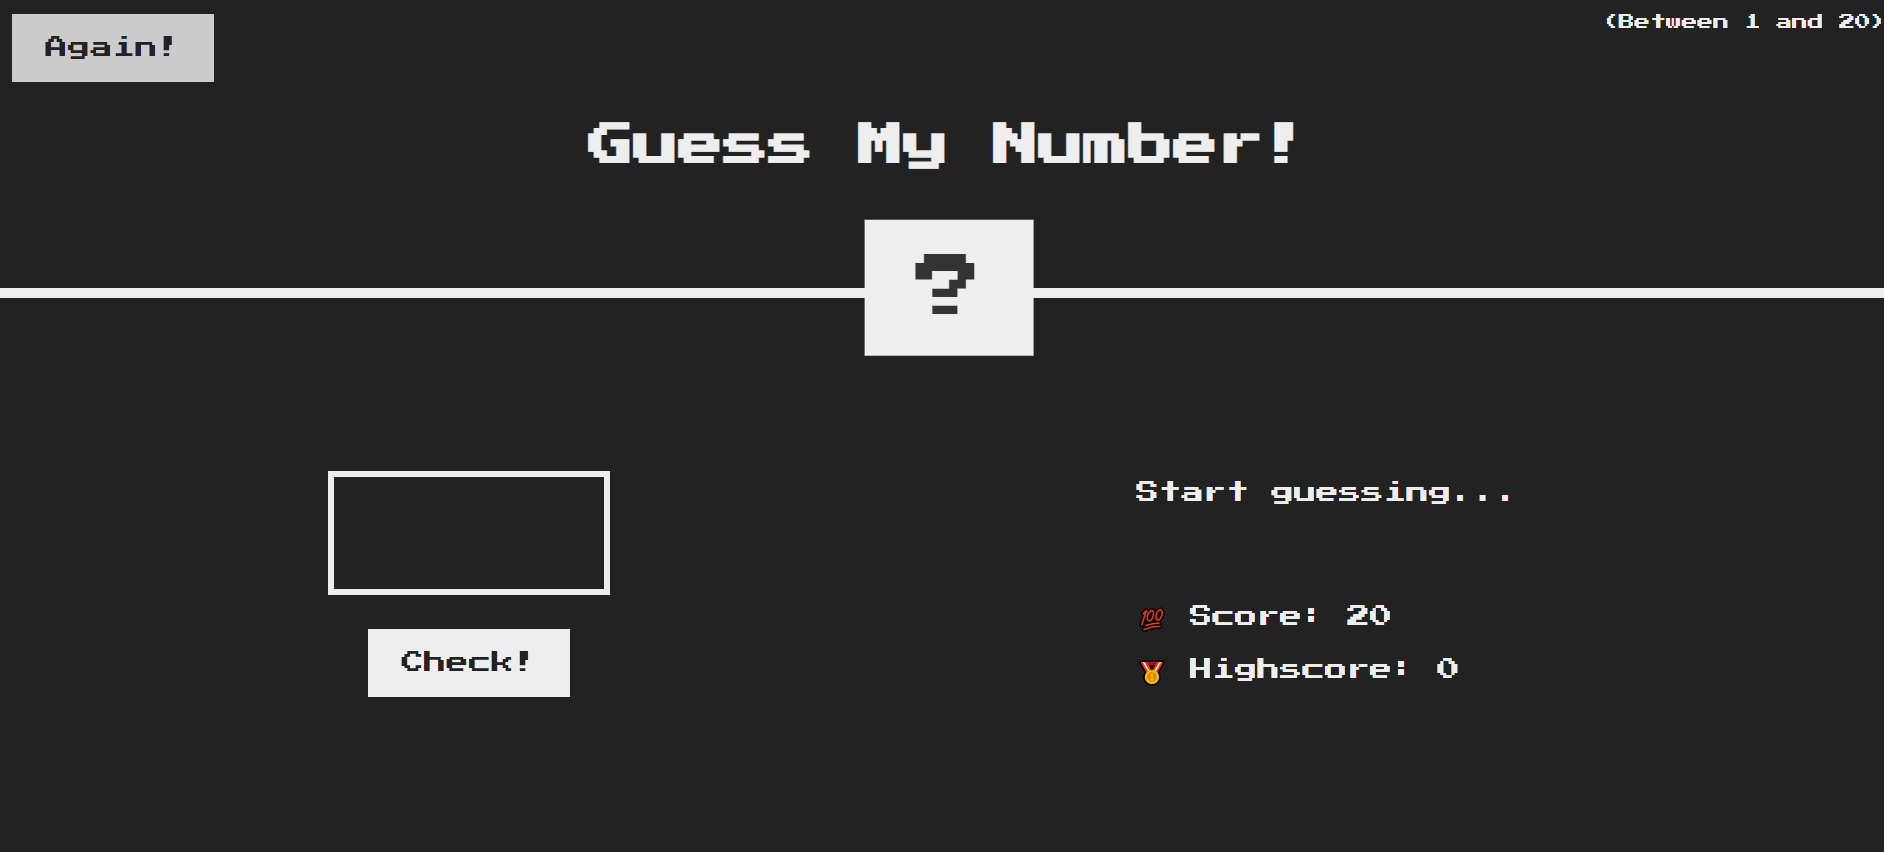 Again!
(Between 1 and 20)
Guess My Number!
?
Start guessing...
Check!
💯 Score: 20
🥇 Highscore: 0